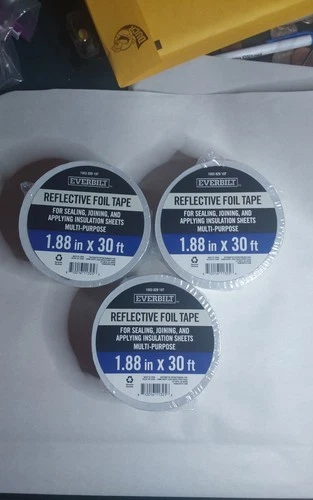 EVERBILT
REFLECTIVE FOIL TAPE
FOR SEALING, JOINING, AND
APPLYING INSULATION SHEETS
MULTI-PURPOSE
1.88 in x 30 ft
EVERBILT
REFLECTIVE FOIL TAPE
FOR SEALING, JOINING, AND
APPLYING INSULATION SHEETS
MULTI-PURPOSE
1.88 in x 30 ft
EVERBILT
REFLECTIVE FOIL TAPE
FOR SEALING, JOINING, AND
APPLYING INSULATION SHEETS
MULTI-PURPOSE
1.88 in x 30 ft